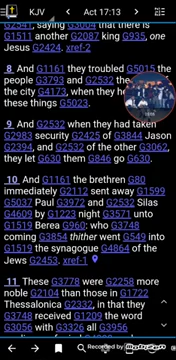 KJV Act 17:13
G2541, saying G3004 that there is
G1511 another G2087 king G935, one
Jesus G2424. xref-2
8 And G1161 they troubled G5015 the
people G3793 and G2532 the
the city G4173, when they he
these things G5023.
9 And G2532 when they had taken
G2983 security G2425 of G3844 Jason
G2394, and G2532 of the other G3062,
they let G630 them G846 go G630.
10 And G1161 the brethren G80
immediately G2112 sent away G1599
G5037 Paul G3972 and G2532 Silas
G4609 by G1223 night G3571 unto
G1519 Berea G960: who G3748
coming G3854 thither went G549 into
G1519 the synagogue G4864 of the
Jews G2453. xref-1
11 These G3778 were G2258 more
noble G2104 than those in G1722
Thessalonica G2332, in that they
G3748 received G1209 the word
G3056 with G3326 all G3956
Recorded by